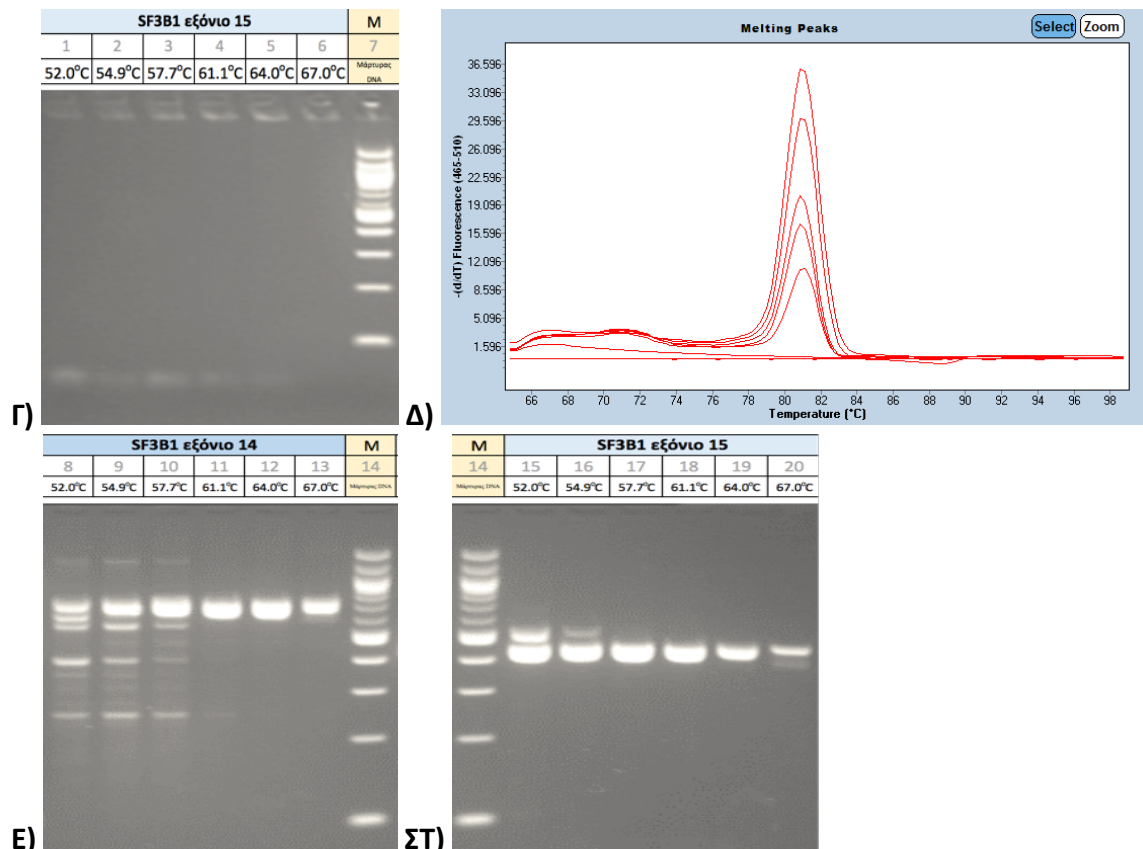 SF3B1 εξόνιο 15 M
1 2 3 4 5 6 7
52.0°C 54.9°C 57.7°C 61.1°C 64.0°C 67.0°C Μάρτυρας DNA
Γ)
Melting Peaks
Select Zoom
-(d/dT) Fluorescence (465-510)
36.596
33.096
29.596
26.096
22.596
19.096
15.596
12.096
8.596
5.096
1.596
66 68 70 72 74 76 78 80 82 84 86 88 90 92 94 96 98
Temperature (°C)
Δ)
SF3B1 εξόνιο 14 M
8 9 10 11 12 13 14
52.0°C 54.9°C 57.7°C 61.1°C 64.0°C 67.0°C Μάρτυρας DNA
Ε)
M SF3B1 εξόνιο 15
14 15 16 17 18 19 20
Μάρτυρας DNA 52.0°C 54.9°C 57.7°C 61.1°C 64.0°C 67.0°C
ΣΤ)